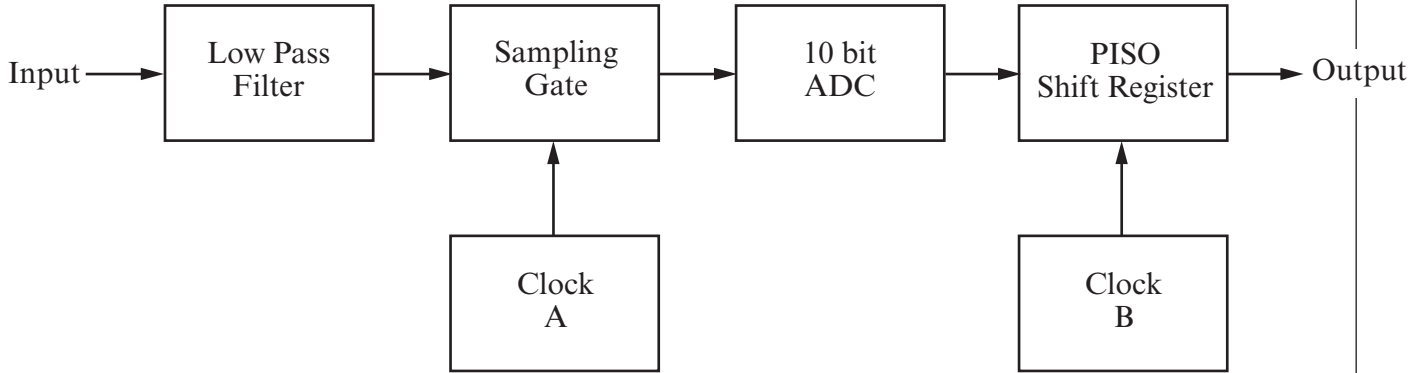 Input
Low Pass
Filter
Sampling
Gate
10 bit
ADC
PISO
Shift Register
Output
Clock
A
Clock
B